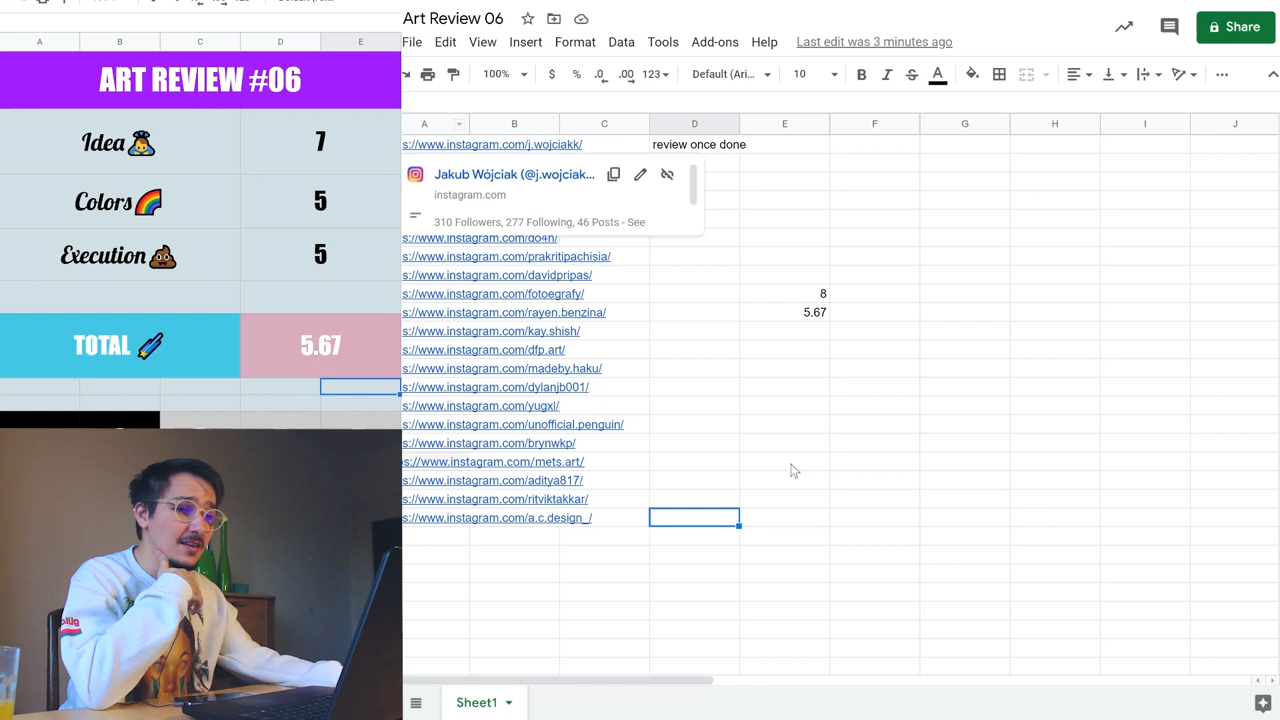 A B C D E
ART REVIEW #06
Idea 7
Colors 5
Execution 5
TOTAL 5.67
Art Review 06
Share
File Edit View Insert Format Data Tools Add-ons Help Last edit was 3 minutes ago
100% $ % .0 .00 123 Default (Ari... 10 B I S A
A B C D E F G H I J
s://www.instagram.com/j.wojciakk/ review once done
Jakub Wójciak (@j.wojciak...
instagram.com
310 Followers, 277 Following, 46 Posts - See
s://www.instagram.com/do4h/
s://www.instagram.com/prakritipachisia/
s://www.instagram.com/davidpripas/
s://www.instagram.com/fotoegrafy/ 8
s://www.instagram.com/rayen.benzina/ 5.67
s://www.instagram.com/kay.shish/
s://www.instagram.com/dfp.art/
s://www.instagram.com/madeby.haku/
s://www.instagram.com/dylanjb001/
s://www.instagram.com/yugxl/
s://www.instagram.com/unofficial.penguin/
s://www.instagram.com/brynwkp/
ps://www.instagram.com/mets.art/
s://www.instagram.com/aditya817/
s://www.instagram.com/ritviktakkar/
s://www.instagram.com/a.c.design_/
Sheet1